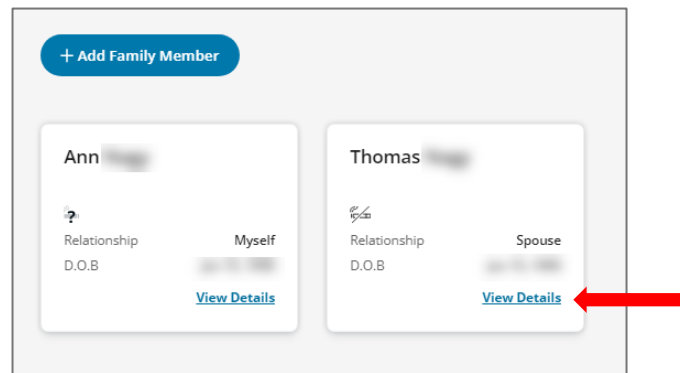 + Add Family Member
Ann
Thomas
?
Relationship Myself
Relationship Spouse
D.O.B
D.O.B
View Details
View Details